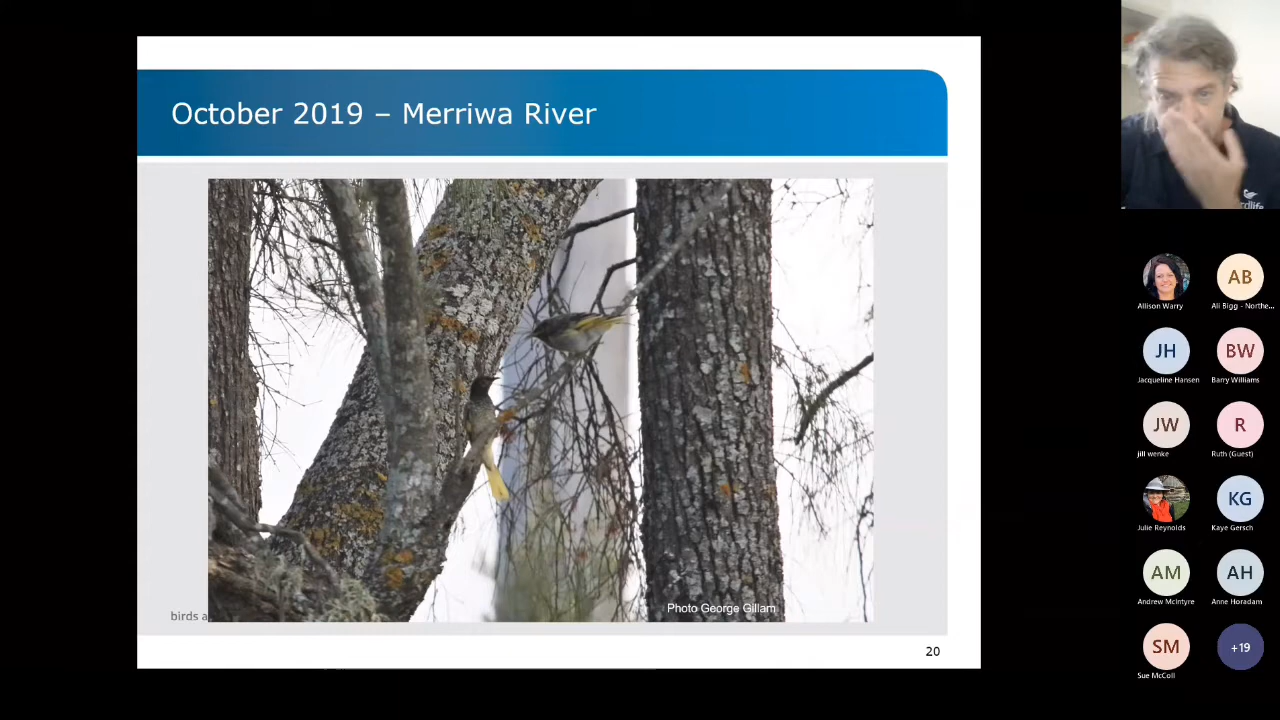 October 2019 – Merriwa River
Photo George Gillam
birds a
20
rdlife
Allison Warry
AB
Ali Bigg - Northe...
JH
Jacqueline Hansen
BW
Barry Williams
JW
jill wenke
R
Ruth (Guest)
Julie Reynolds
KG
Kaye Gersch
AM
Andrew McIntyre
AH
Anne Horadam
SM
Sue McColl
+19